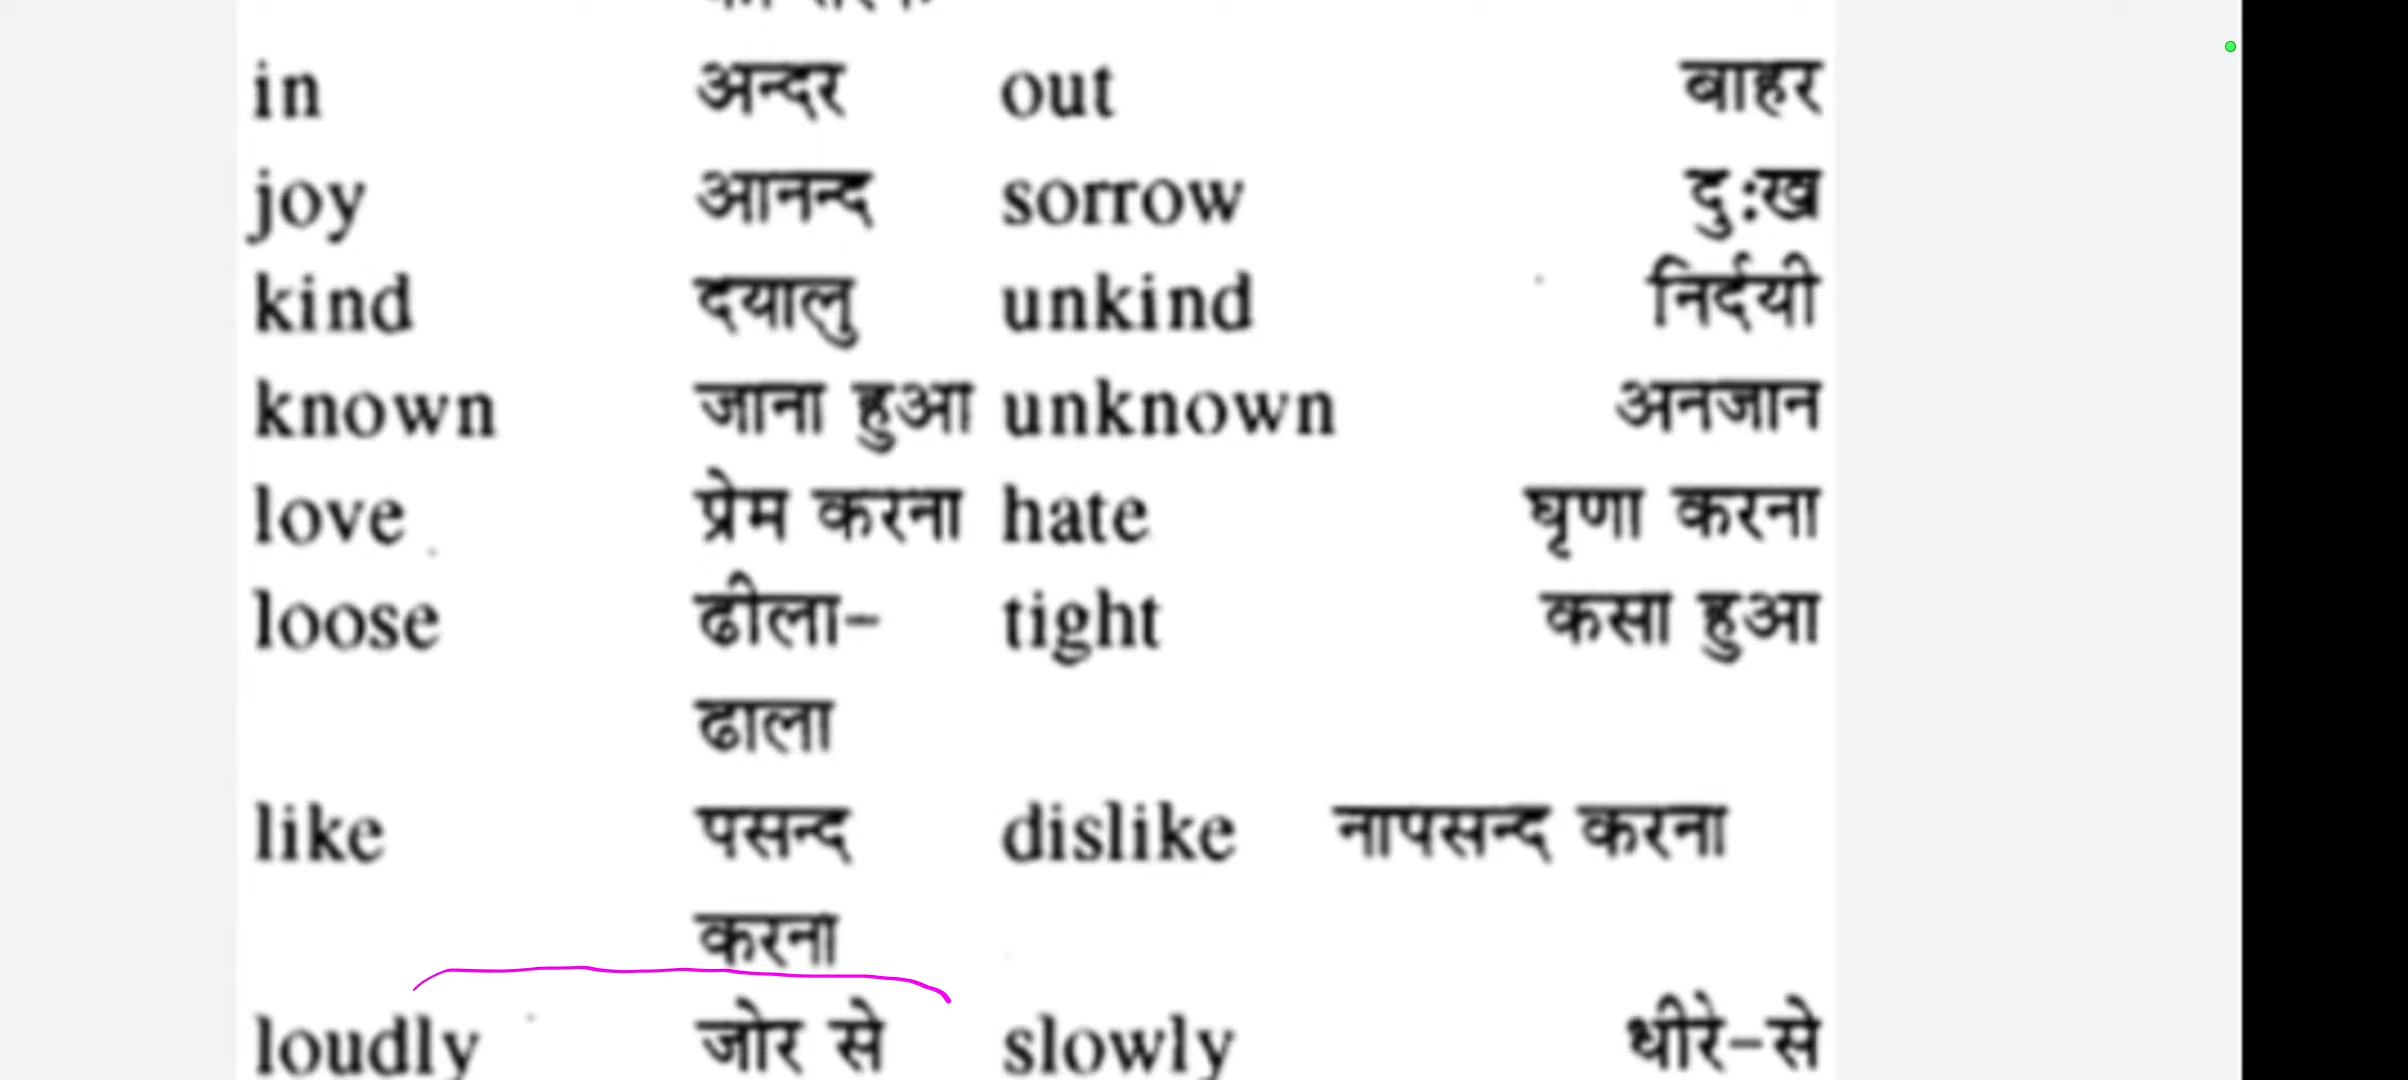 in अन्दर out बाहर
joy आनन्द sorrow दुःख
kind दयालु unkind निर्दयी
known जाना हुआ unknown अनजान
love प्रेम करना hate घृणा करना
loose ढीला- tight कसा हुआ
ढाला
like पसन्द dislike नापसन्द करना
करना
loudly जोर से slowly धीरे-से